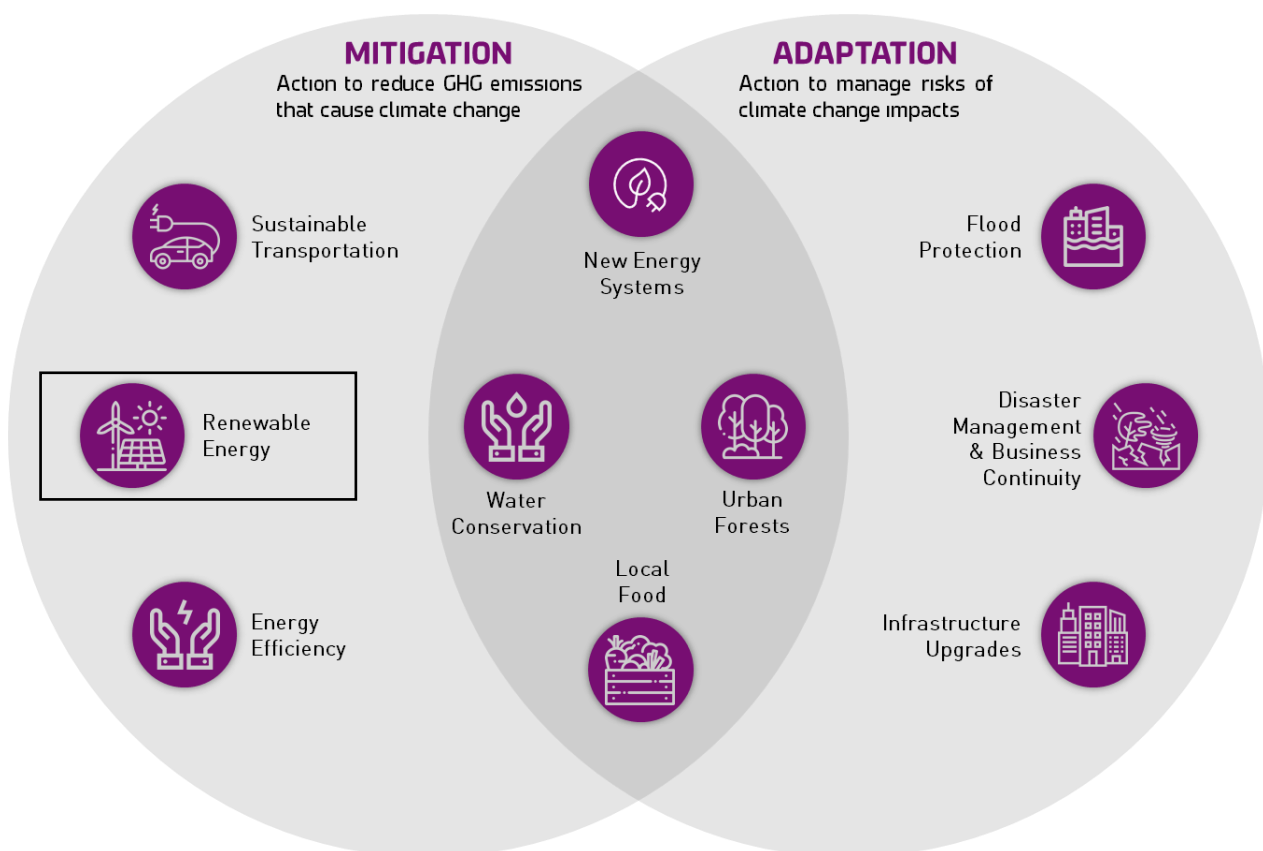 MITIGATION
Action to reduce GHG emissions
that cause climate change
ADAPTATION
Action to manage risks of
climate change impacts
Sustainable
Transportation
New Energy
Systems
Flood
Protection
Renewable
Energy
Water
Conservation
Urban
Forests
Disaster
Management
& Business
Continuity
Energy
Efficiency
Local
Food
Infrastructure
Upgrades